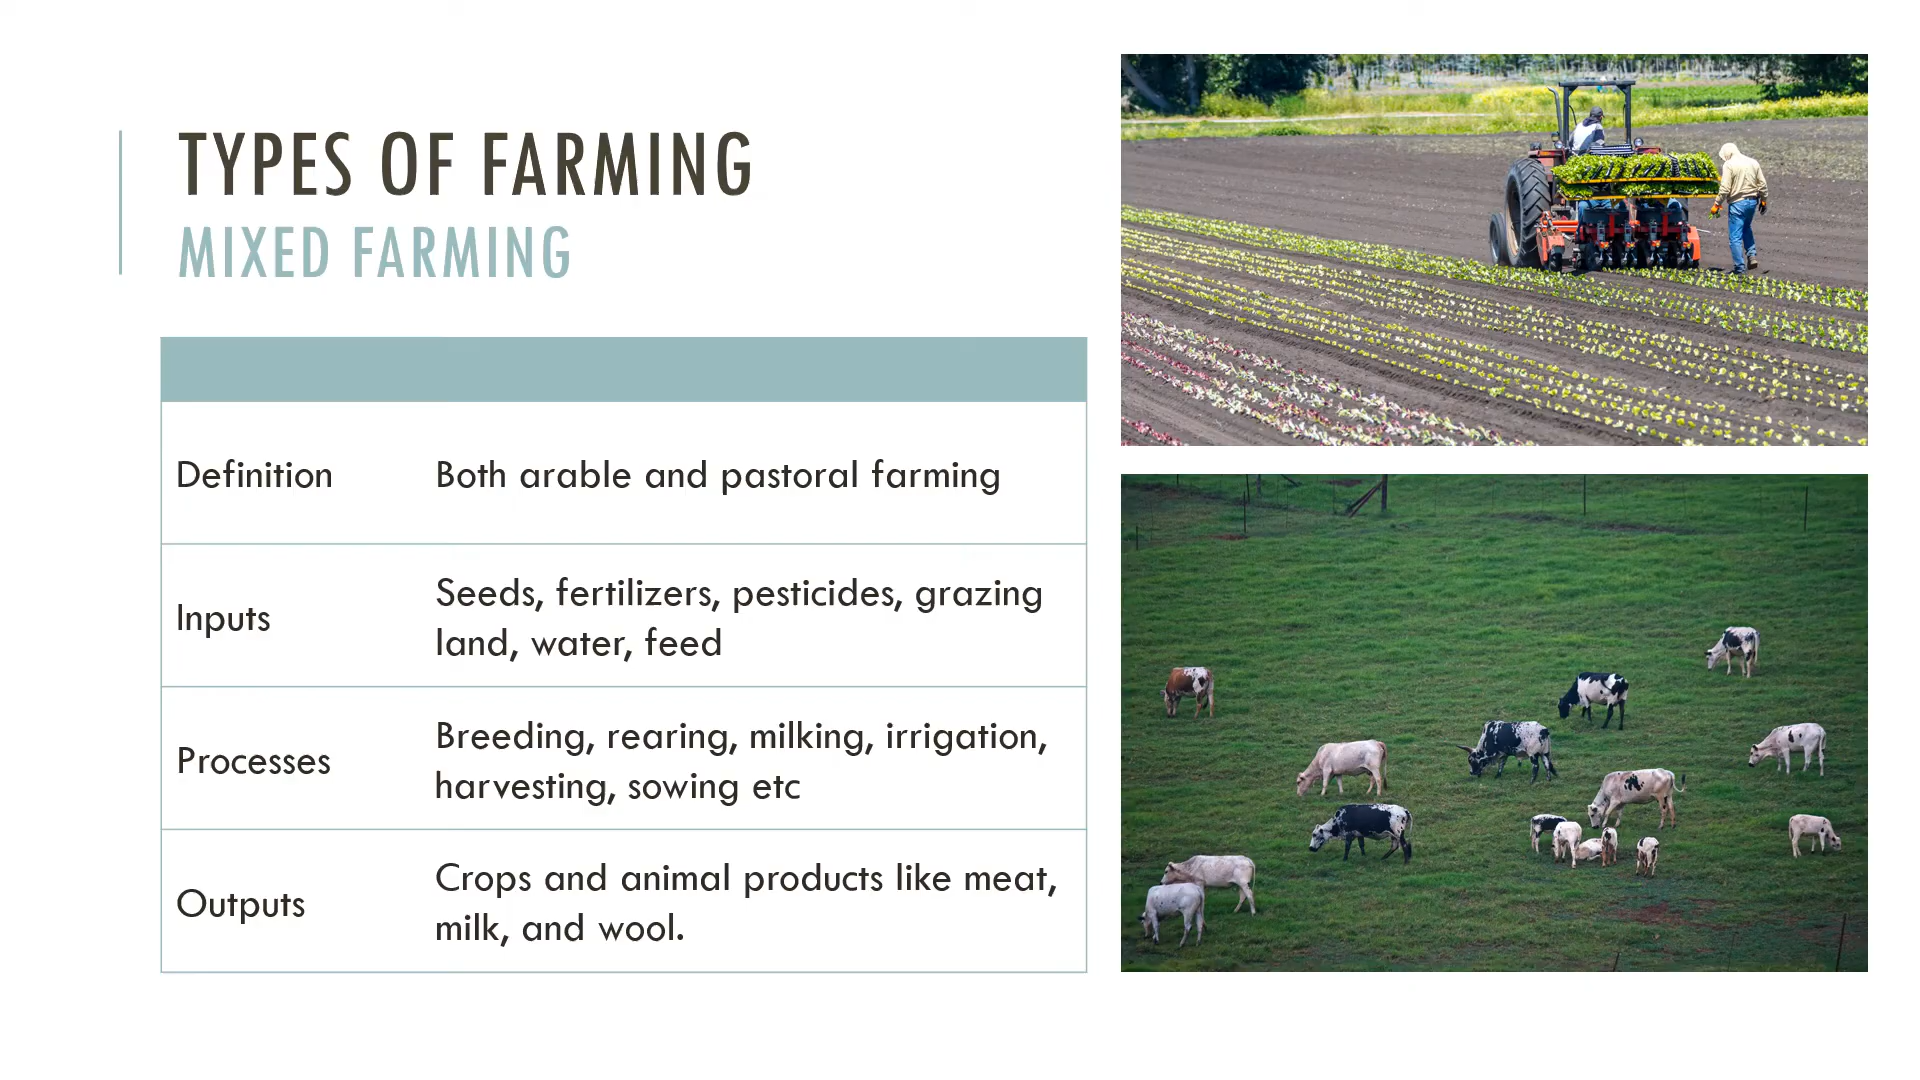 TYPES OF FARMING
MIXED FARMING
Definition
Both arable and pastoral farming
Inputs
Seeds, fertilizers, pesticides, grazing
land, water, feed
Processes
Breeding, rearing, milking, irrigation,
harvesting, sowing etc
Outputs
Crops and animal products like meat,
milk, and wool.